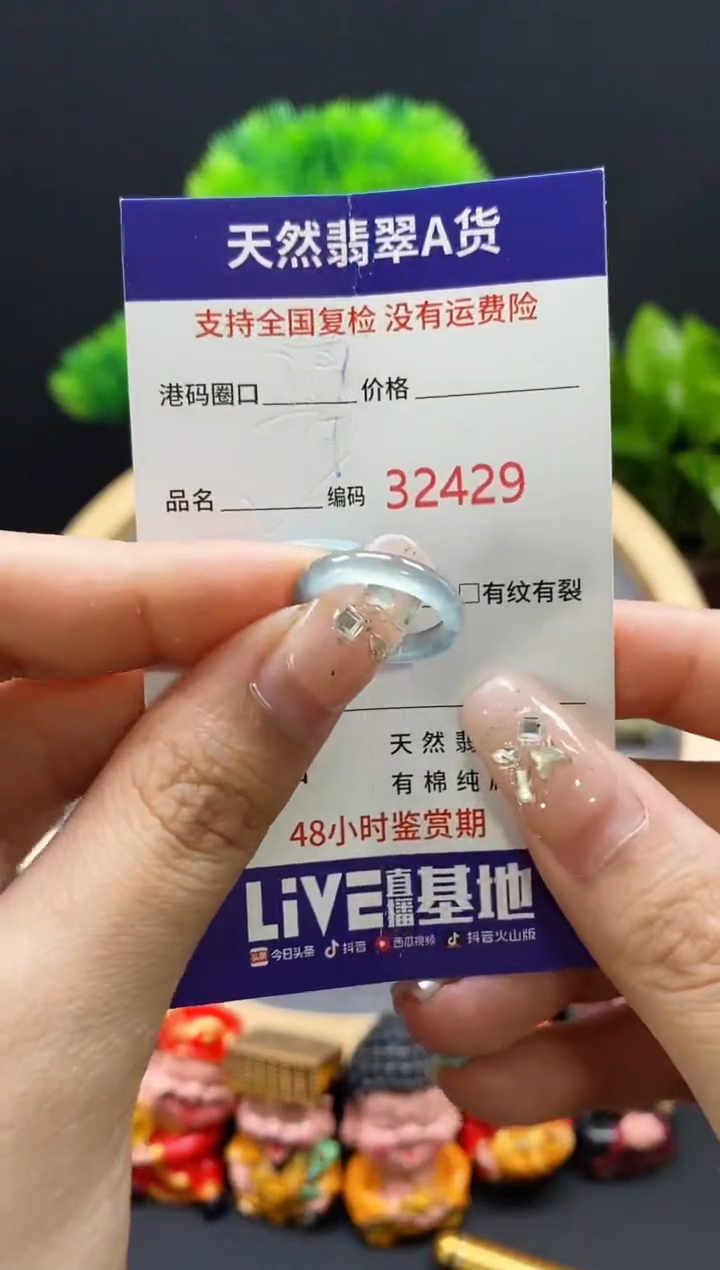 天然翡翠A货
支持全国复检 没有运费险
港码圈口 价格
品名 编码 32429
□有纹有裂
天然翡
有棉纯
48小时鉴赏期
LiVE直播基地
头条 今日头条 抖音 西瓜视频 抖音火山版